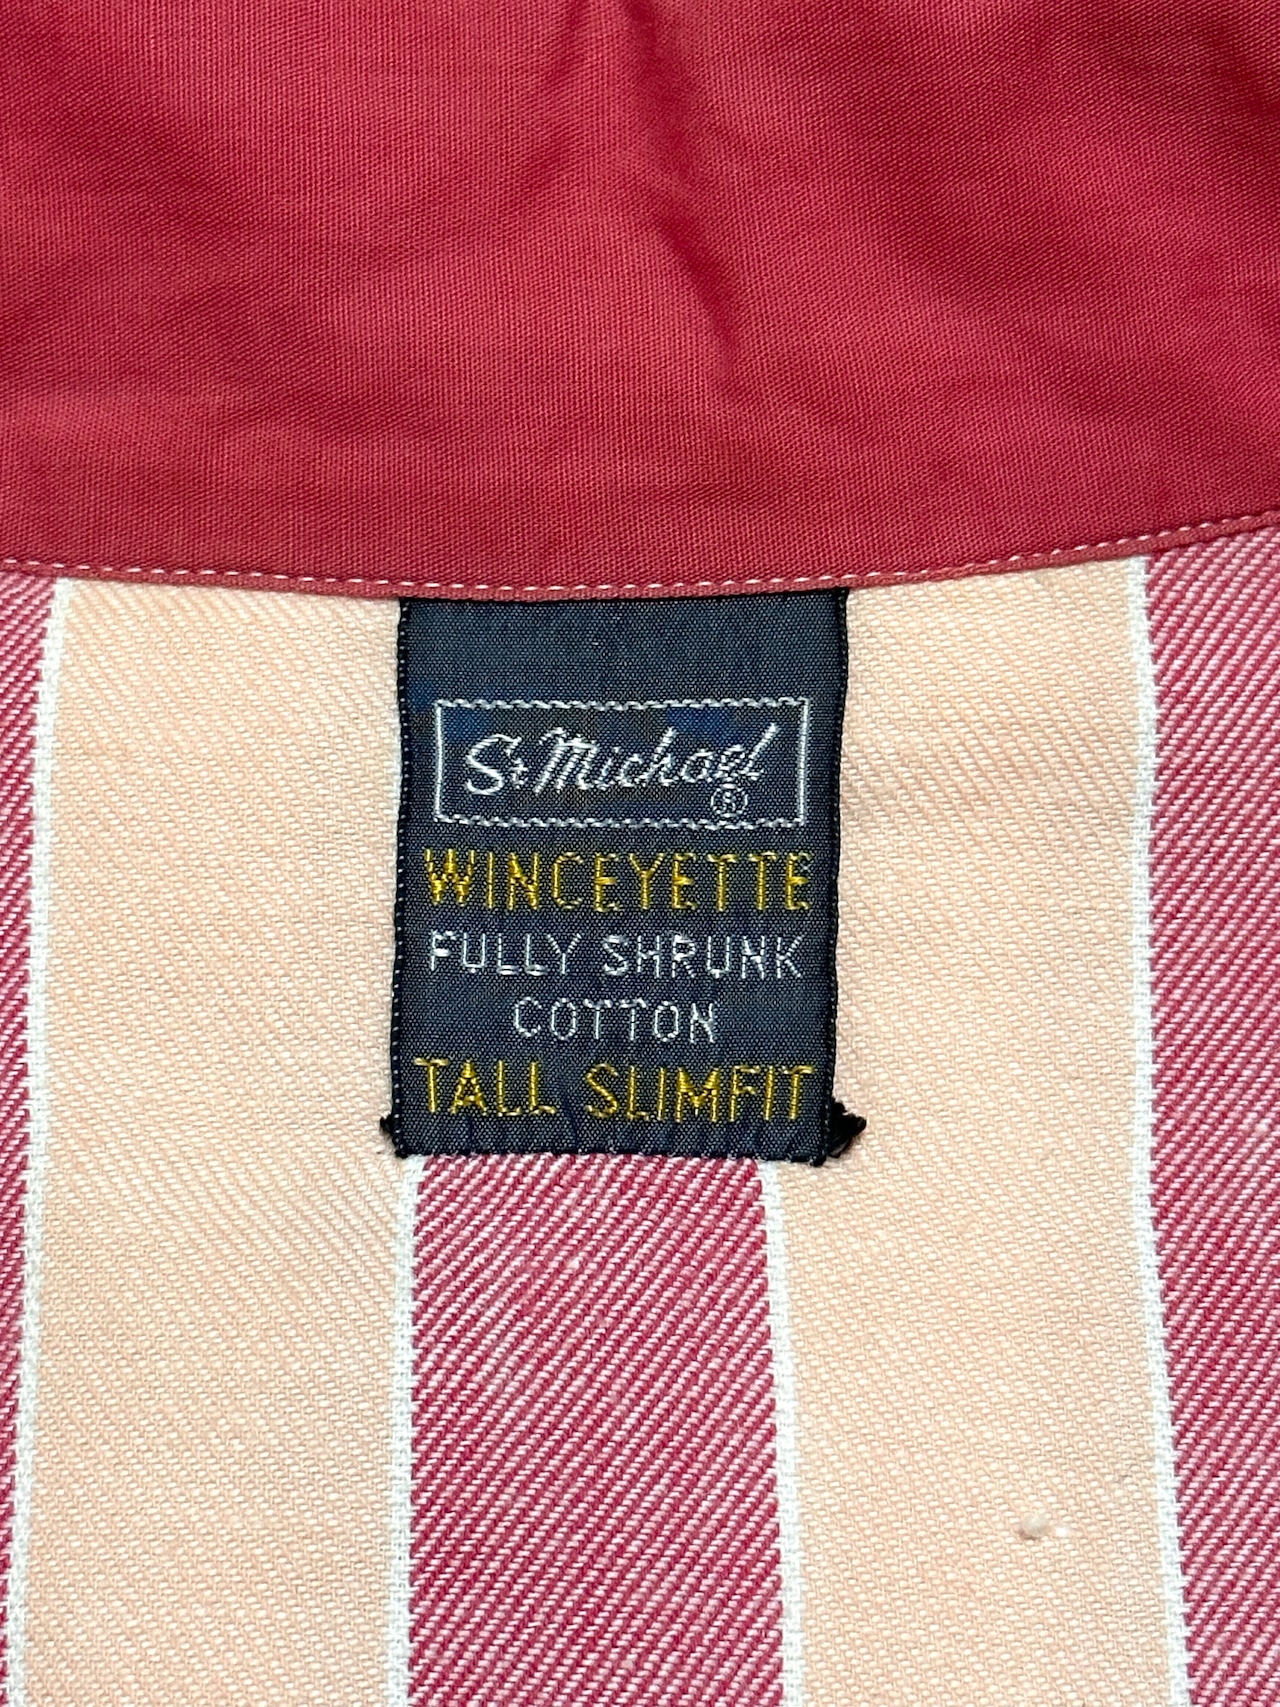 St Michael
®
WINCEYETTE
FULLY SHRUNK
COTTON
TALL SLIMFIT